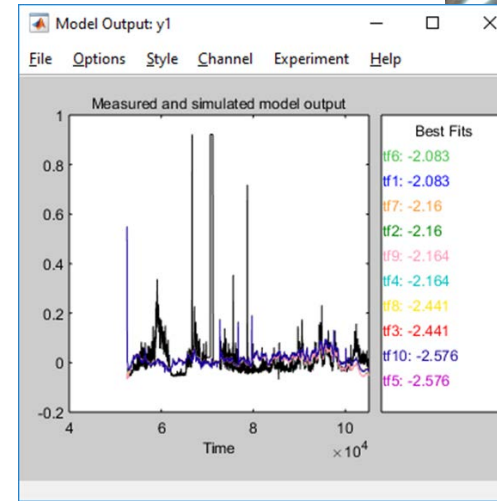 Model Output: y1
File Options Style Channel Experiment Help
Measured and simulated model output
1
0.8
0.6
0.4
0.2
0
-0.2
4 6 8 10
Time
×10^4
Best Fits
tf6: -2.083
tf1: -2.083
tf7: -2.16
tf2: -2.16
tf9: -2.164
tf4: -2.164
tf8: -2.441
tf3: -2.441
tf10: -2.576
tf5: -2.576